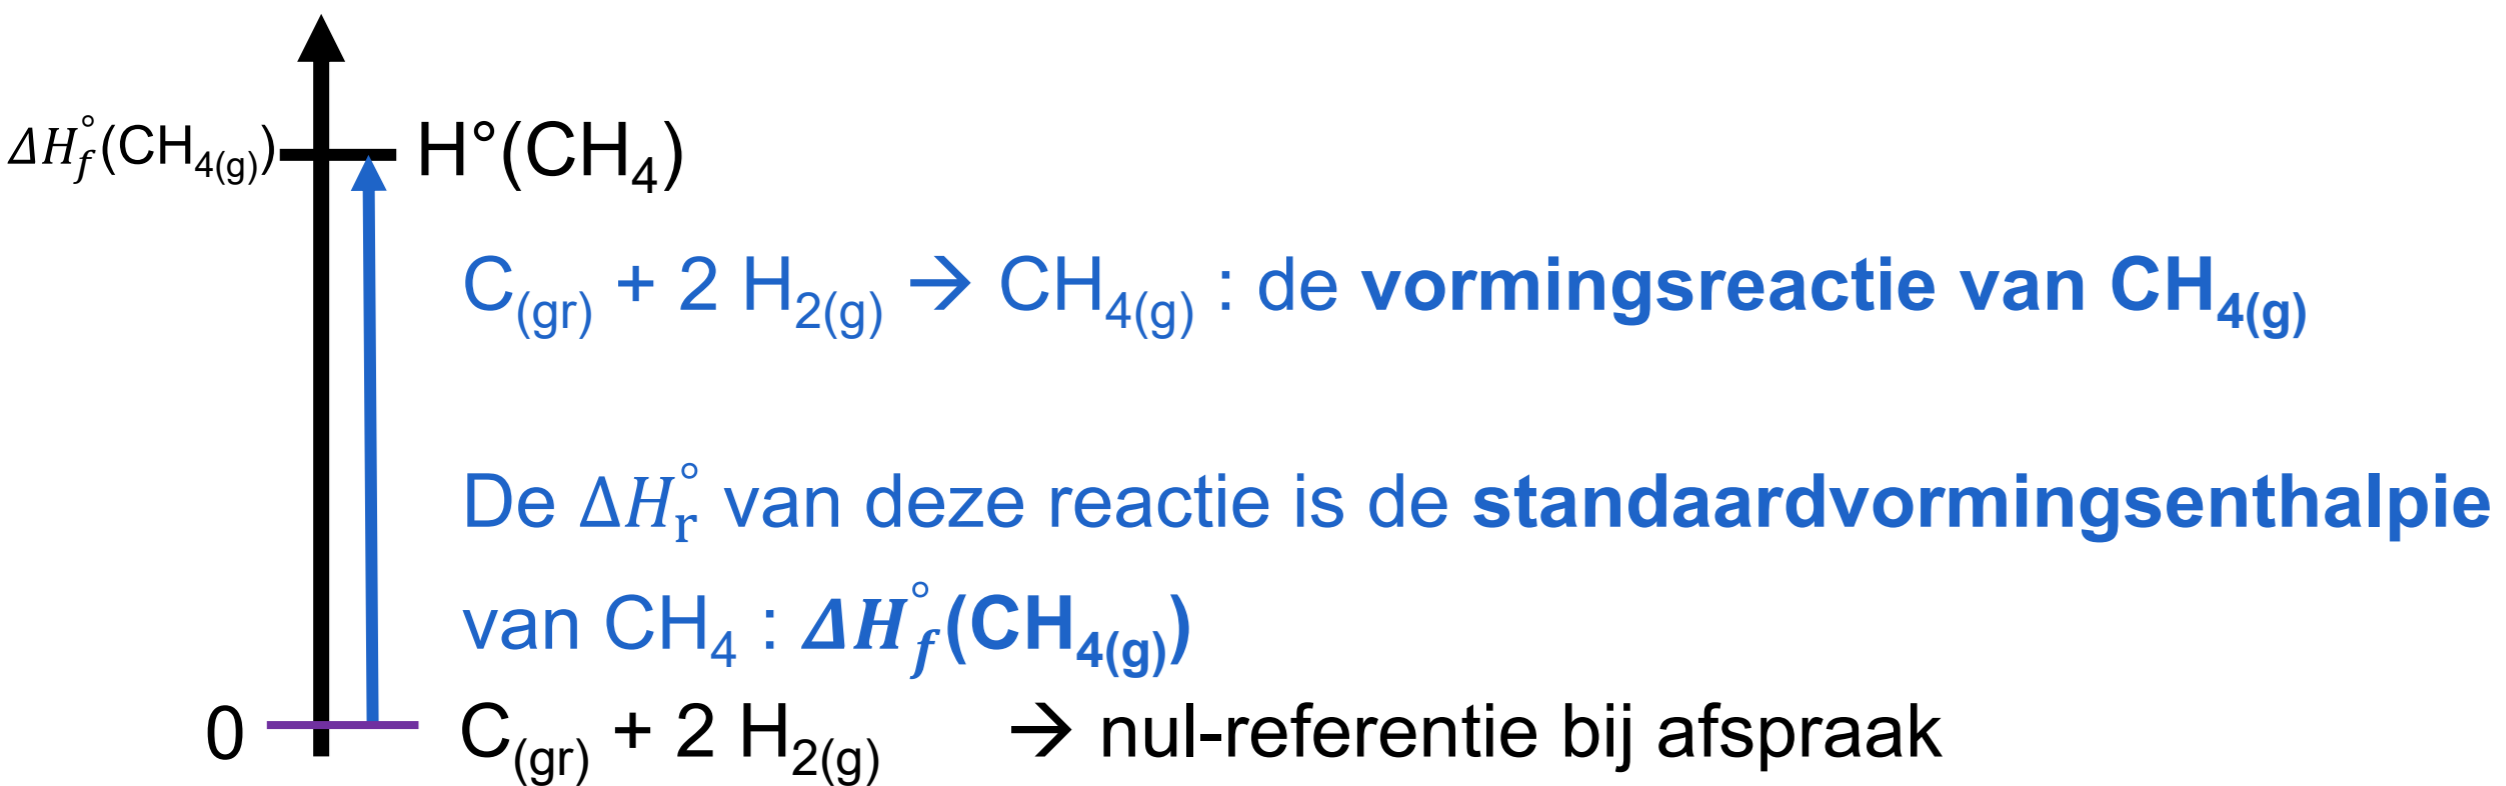 ΔH°f(CH4(g)) H°(CH4)
C(gr) + 2 H2(g) → CH4(g) : de vormingsreactie van CH4(g)
De ΔH°r van deze reactie is de standaardvormingsenthalpie
van CH4 : ΔH°f(CH4(g))
0 C(gr) + 2 H2(g) → nul-referentie bij afspraak